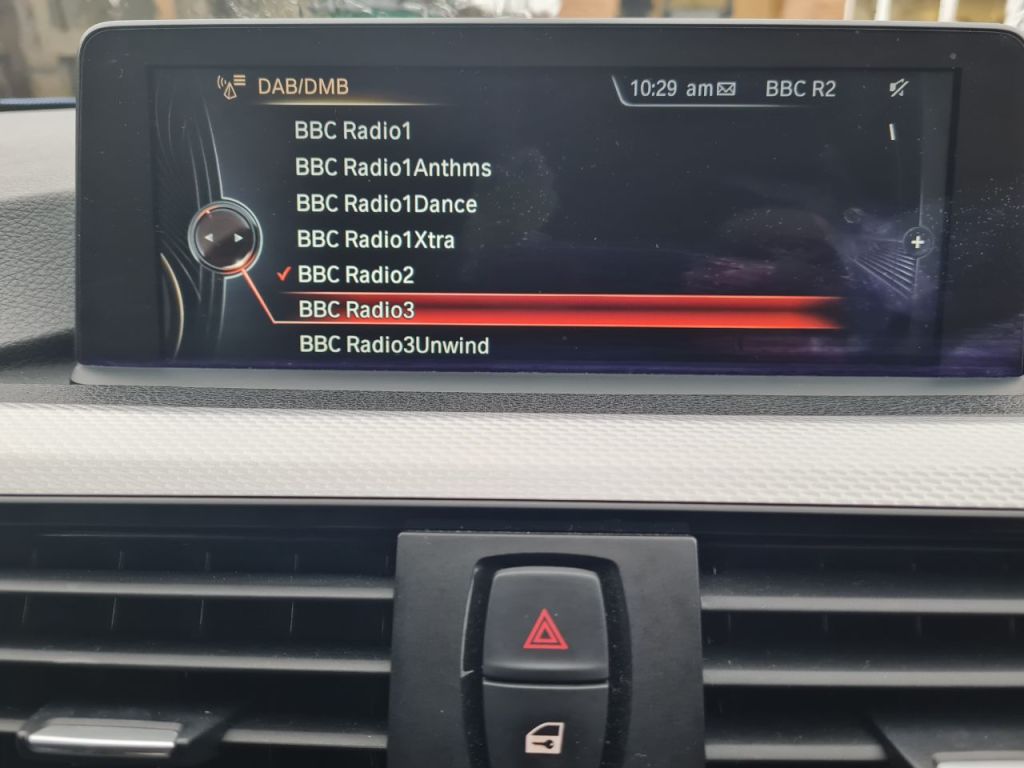 DAB/DMB 10:29 am BBC R2
BBC Radio1
BBC Radio1Anthms
BBC Radio1Dance
BBC Radio1Xtra
BBC Radio2
BBC Radio3
BBC Radio3Unwind